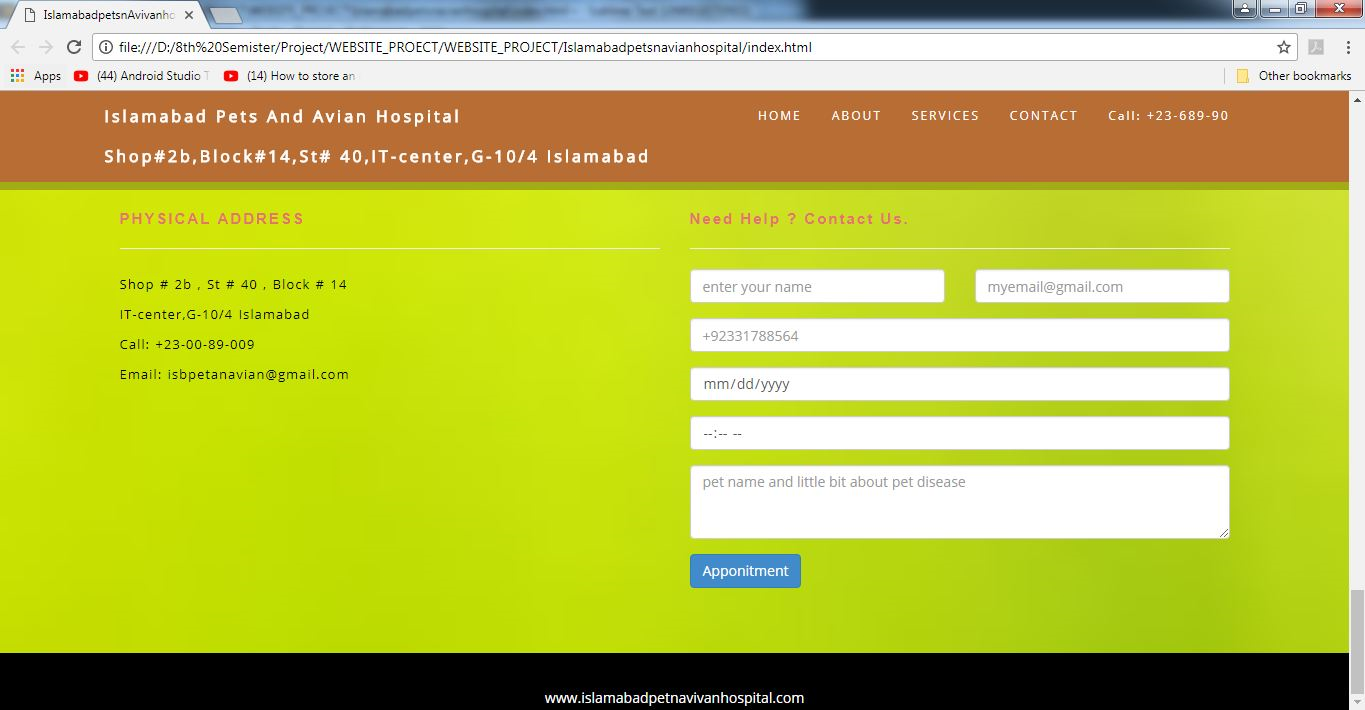 IslamabadpetsnAvivanho
file:///D:/8th%20Semister/Project/WEBSITE_PROECT/WEBSITE_PROJECT/Islamabadpetsnavianhospital/index.html
Apps (44) Android Studio T (14) How to store an Other bookmarks
Islamabad Pets And Avian Hospital HOME ABOUT SERVICES CONTACT Call: +23-689-90
Shop#2b,Block#14,St# 40,IT-center,G-10/4 Islamabad
PHYSICAL ADDRESS
Shop # 2b , St # 40 , Block # 14
IT-center,G-10/4 Islamabad
Call: +23-00-89-009
Email: isbpetanavian@gmail.com
Need Help ? Contact Us.
enter your name myemail@gmail.com
+92331788564
mm/dd/yyyy
--:-- --
pet name and little bit about pet disease
Apponitment
www.islamabadpetnavivanhospital.com